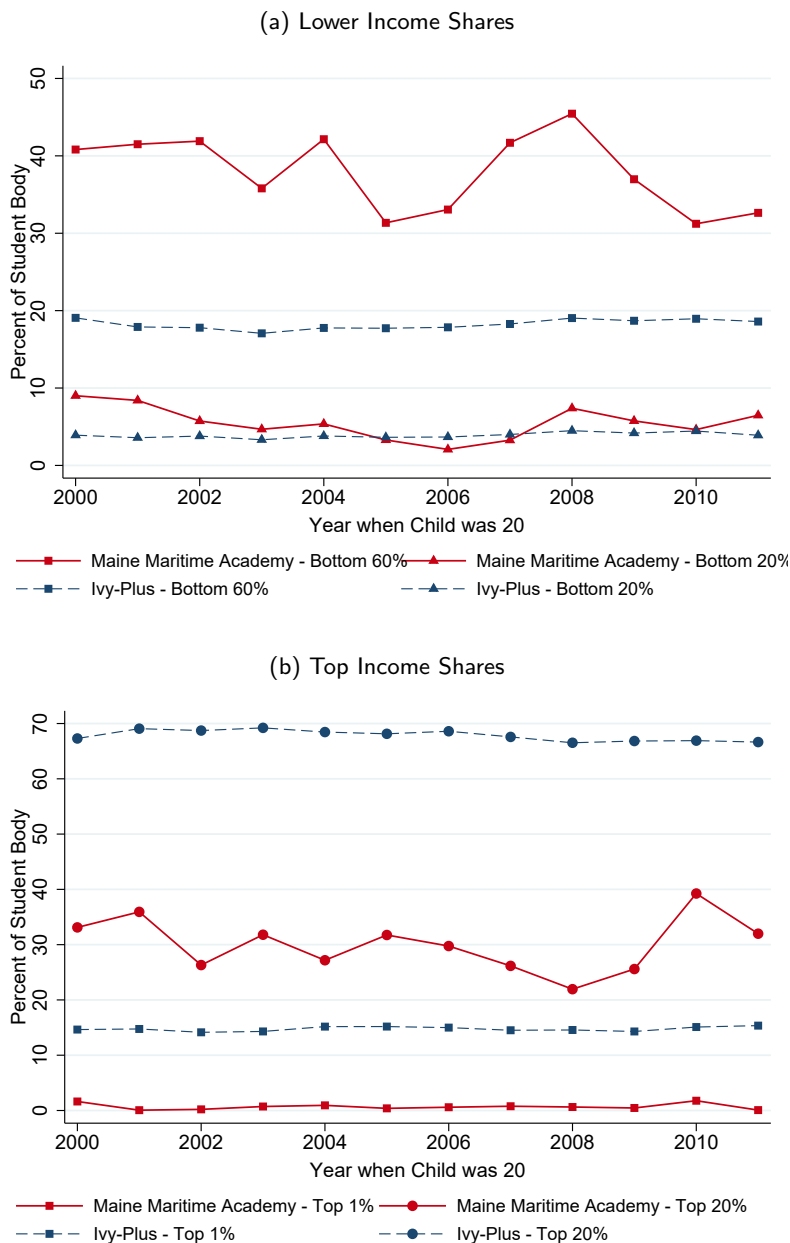 (a) Lower Income Shares
Percent of Student Body
50
40
30
20
10
0
2000 2002 2004 2006 2008 2010
Year when Child was 20
Maine Maritime Academy - Bottom 60% Maine Maritime Academy - Bottom 20%
Ivy-Plus - Bottom 60% Ivy-Plus - Bottom 20%
(b) Top Income Shares
Percent of Student Body
70
60
50
40
30
20
10
0
2000 2002 2004 2006 2008 2010
Year when Child was 20
Maine Maritime Academy - Top 1% Maine Maritime Academy - Top 20%
Ivy-Plus - Top 1% Ivy-Plus - Top 20%